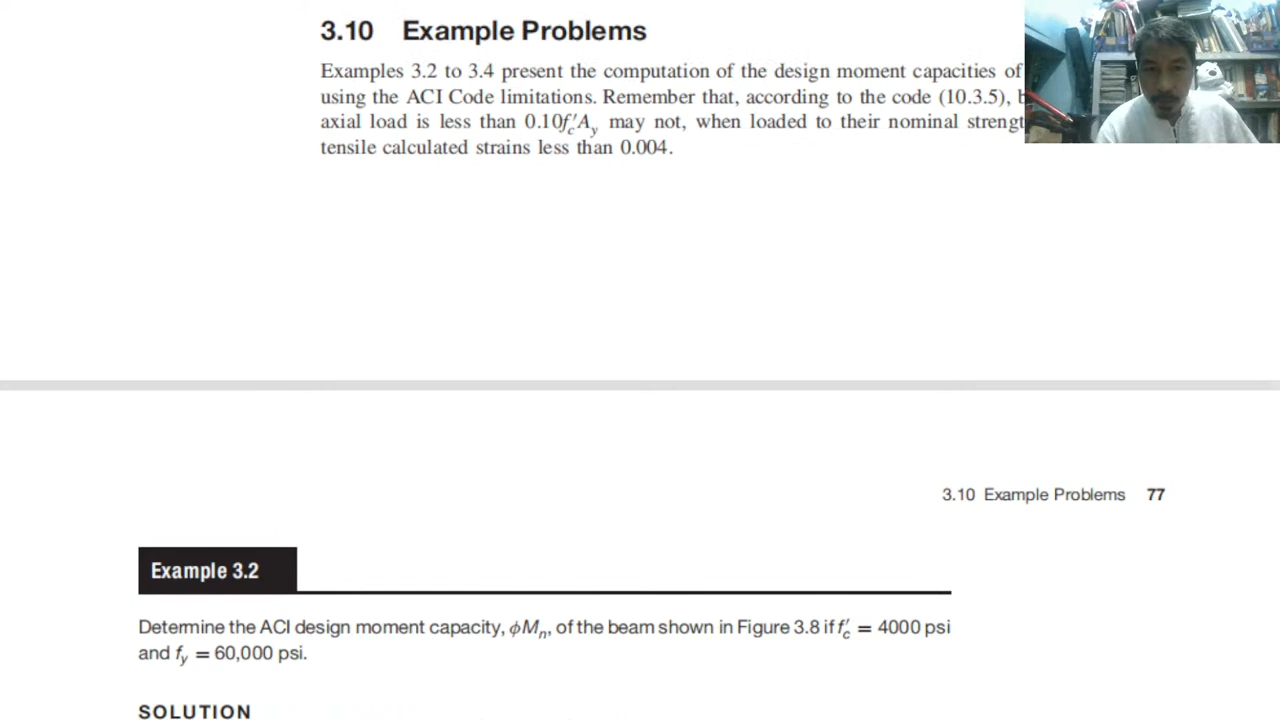 3.10 Example Problems
Examples 3.2 to 3.4 present the computation of the design moment capacities of
using the ACI Code limitations. Remember that, according to the code (10.3.5),
axial load is less than 0.10f′cAy may not, when loaded to their nominal
tensile calculated strains less than 0.004.
3.10 Example Problems 77
Example 3.2
Determine the ACI design moment capacity, ϕMn, of the beam shown in Figure 3.8 if f′c = 4000 psi
and fy = 60,000 psi.
SOLUTION